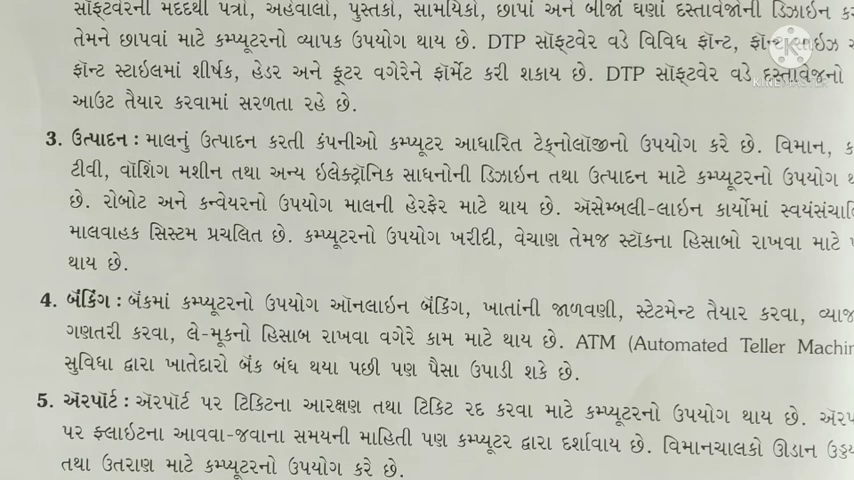 સૉફ્ટવેરની મદદથી પત્રો, અહેવાલો, પુસ્તકો, સામયિકો, છાપાં અને બીજાં ઘણાં દસ્તાવેજોની ડિઝાઇન કર
તેમને છાપવાં માટે કમ્પ્યૂટરનો વ્યાપક ઉપયોગ થાય છે. DTP સૉફ્ટવેર વડે વિવિધ ફૉન્ટ, ફૉન્ટ સાઇઝ
ફૉન્ટ સ્ટાઇલમાં શીર્ષક, હેડર અને ફૂટર વગેરેને ફૉર્મેટ કરી શકાય છે. DTP સૉફ્ટવેર વડે દસ્તાવેજનો
આઉટ તૈયાર કરવામાં સરળતા રહે છે.
3. ઉત્પાદન : માલનું ઉત્પાદન કરતી કંપનીઓ કમ્પ્યૂટર આધારિત ટેક્નોલૉજીનો ઉપયોગ કરે છે. વિમાન, ક
ટીવી, વૉશિંગ મશીન તથા અન્ય ઇલેક્ટ્રૉનિક સાધનોની ડિઝાઇન તથા ઉત્પાદન માટે કમ્પ્યૂટરનો ઉપયોગ થ
છે. રોબોટ અને કન્વેયરનો ઉપયોગ માલની હેરફેર માટે થાય છે. ઍસેમ્બલી-લાઇન કાર્યોમાં સ્વયંસંચાલિ
માલવાહક સિસ્ટમ પ્રચલિત છે. કમ્પ્યૂટરનો ઉપયોગ ખરીદી, વેચાણ તેમજ સ્ટૉકના હિસાબો રાખવા માટે
થાય છે.
4. બૅંકિંગ : બૅંકમાં કમ્પ્યૂટરનો ઉપયોગ ઑનલાઇન બૅંકિંગ, ખાતાંની જાળવણી, સ્ટેટમેન્ટ તૈયાર કરવા, વ્યાજ
ગણતરી કરવા, લે-મૂકનો હિસાબ રાખવા વગેરે કામ માટે થાય છે. ATM (Automated Teller Machin
સુવિધા દ્વારા ખાતેદારો બૅંક બંધ થયા પછી પણ પૈસા ઉપાડી શકે છે.
5. ઍરપૉર્ટ : ઍરપૉર્ટ પર ટિકિટના આરક્ષણ તથા ટિકિટ રદ કરવા માટે કમ્પ્યૂટરનો ઉપયોગ થાય છે. ઍરપ
પર ફ્લાઇટના આવવા-જવાના સમયની માહિતી પણ કમ્પ્યૂટર દ્વારા દર્શાવાય છે. વિમાનચાલકો ઊડાન
તથા ઉતરાણ માટે કમ્પ્યૂટરનો ઉપયોગ કરે છે.
KINEMASTER